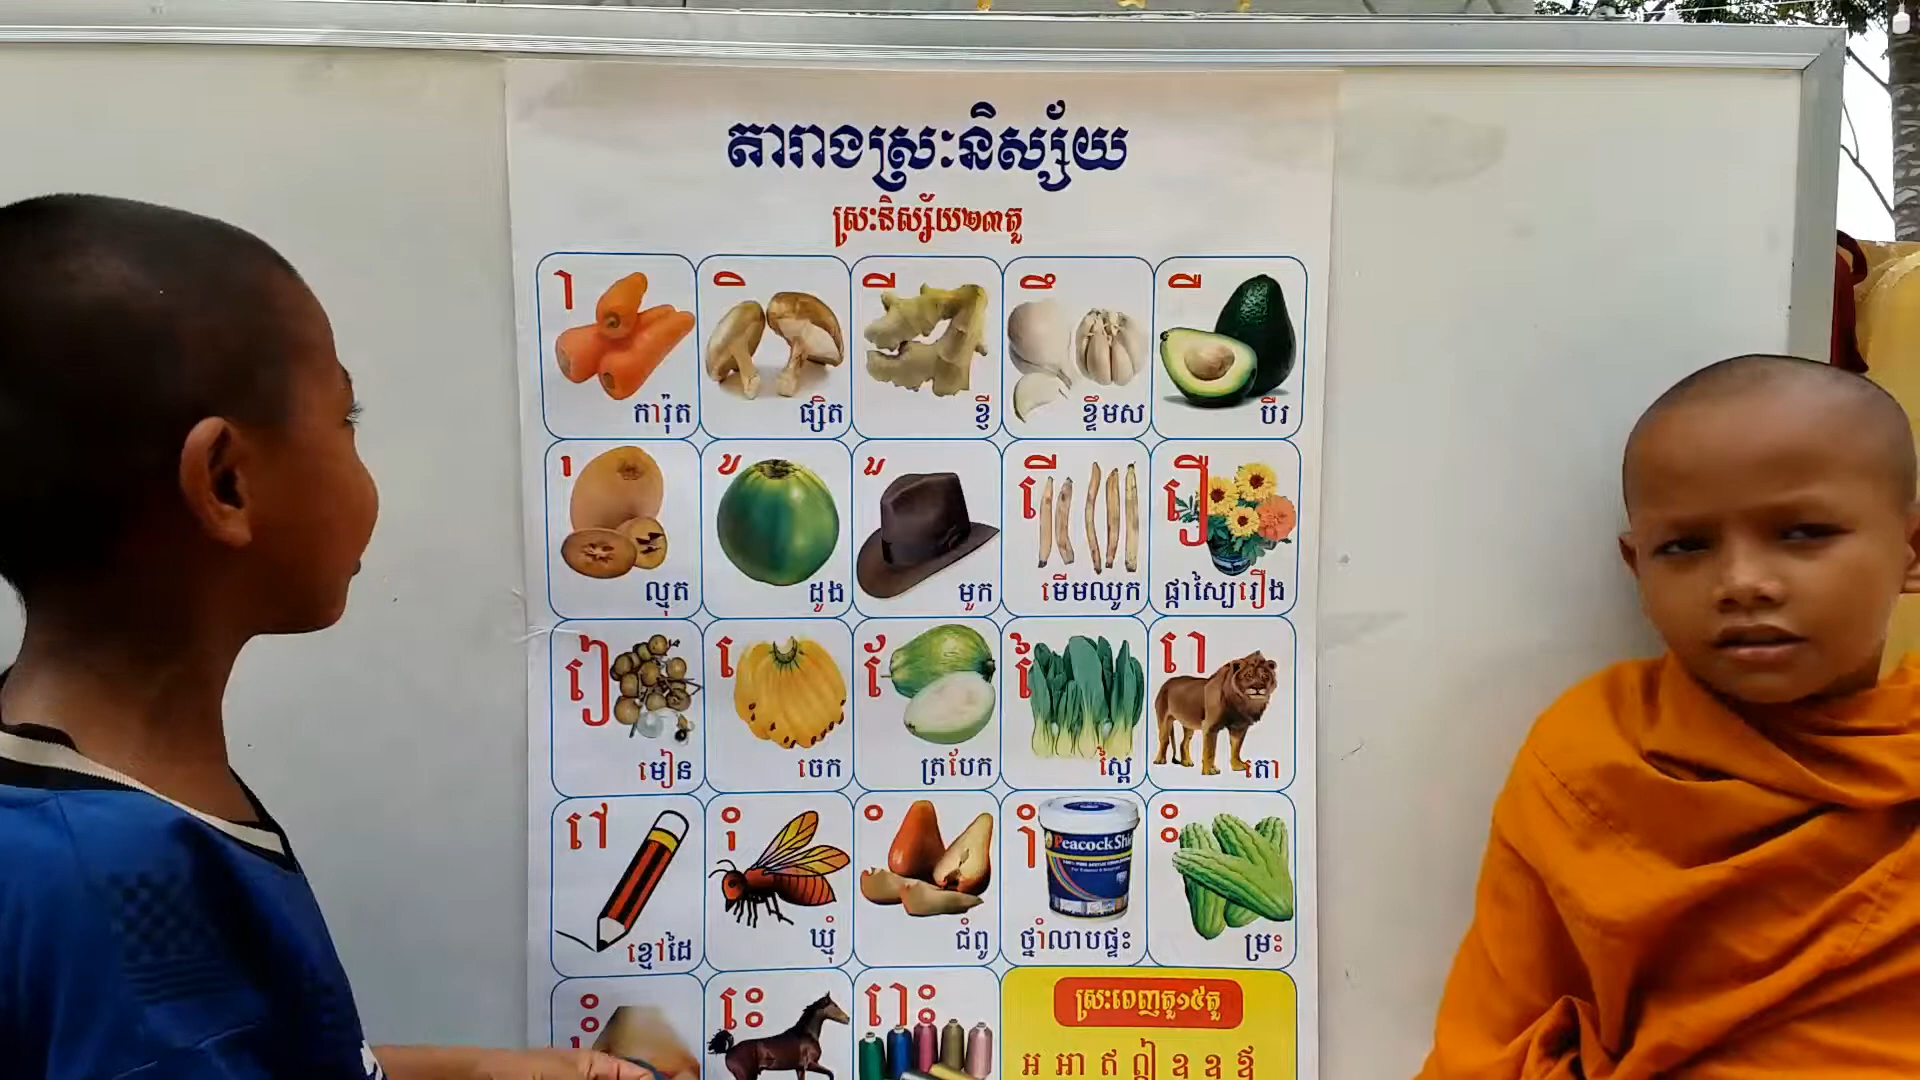 តារាងស្រៈនិស្ស័យ
ស្រៈនិស្ស័យ២៣តួ
ា ិ ី ឹ ឺ
ការ៉ុត ផ្សិត ខ្ញី ខ្ទឹមស បឺរ
ុ ូ ួ ើ ឿ
ល្មុត ដូង មួក មើមឈូក ផ្កាស្បៃរឿង
ៀ េ ែ ៃ ោ
មៀន ចេក ត្របែក ស្ពៃ តោ
ៅ ុំ ំ ាំ ះ
PeacockShie
ខ្មៅដៃ ឃ្មុំ ជំពូ ថ្នាំលាបផ្ទះ ម្រះ
ុះ េះ ោះ
ស្រៈពេញតួ១៥តួ
អ អា ឥ ឦ ឧ ឧ ឪ